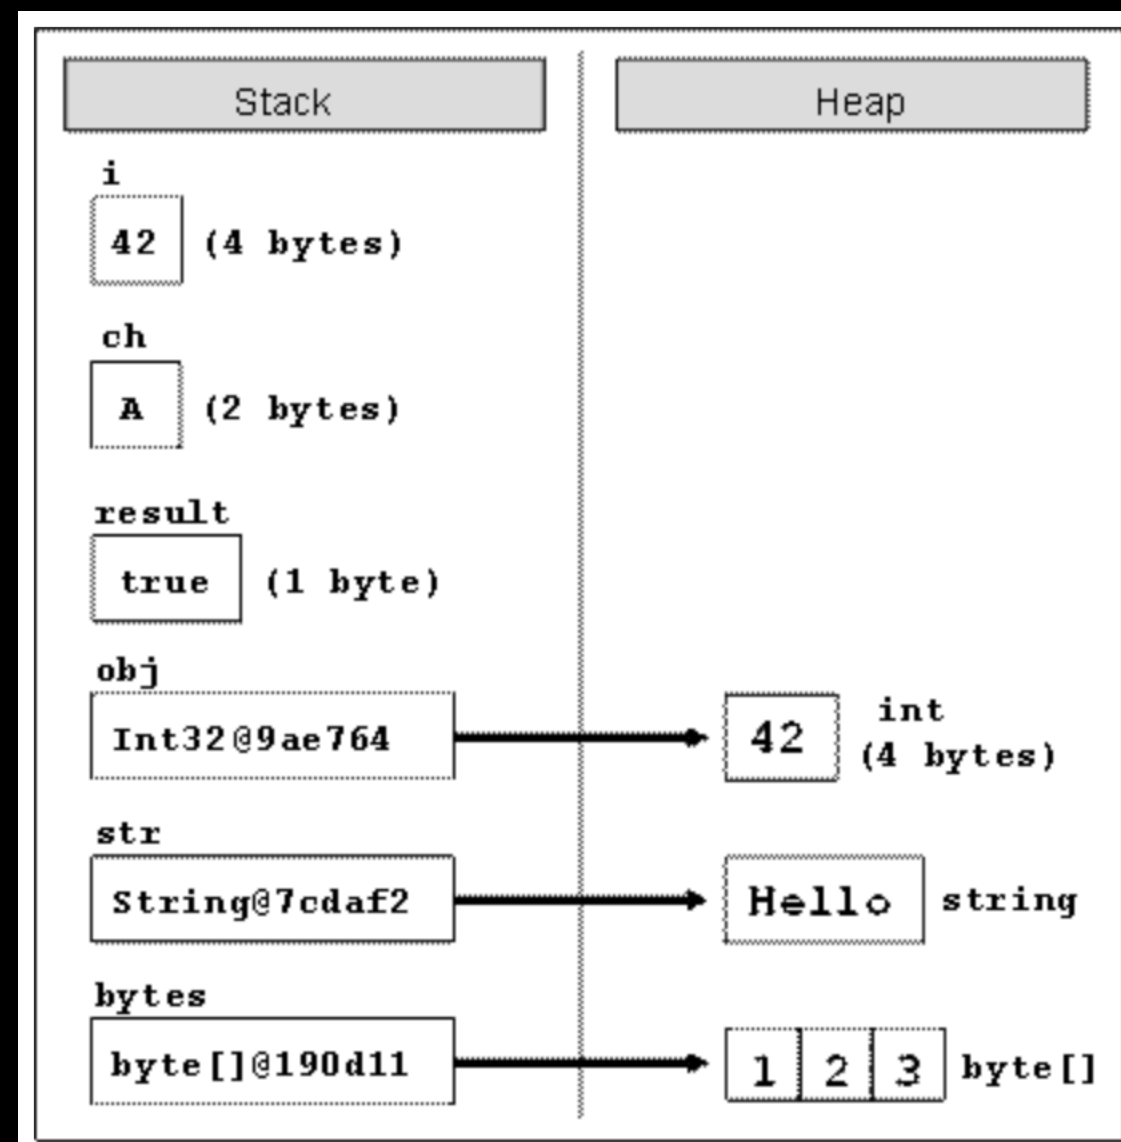 Stack Heap
i
42 (4 bytes)
ch
A (2 bytes)
result
true (1 byte)
obj
Int32@9ae764 42 int
(4 bytes)
str
String@7cdaf2 Hello string
bytes
byte[]@190d11 1 2 3 byte[]